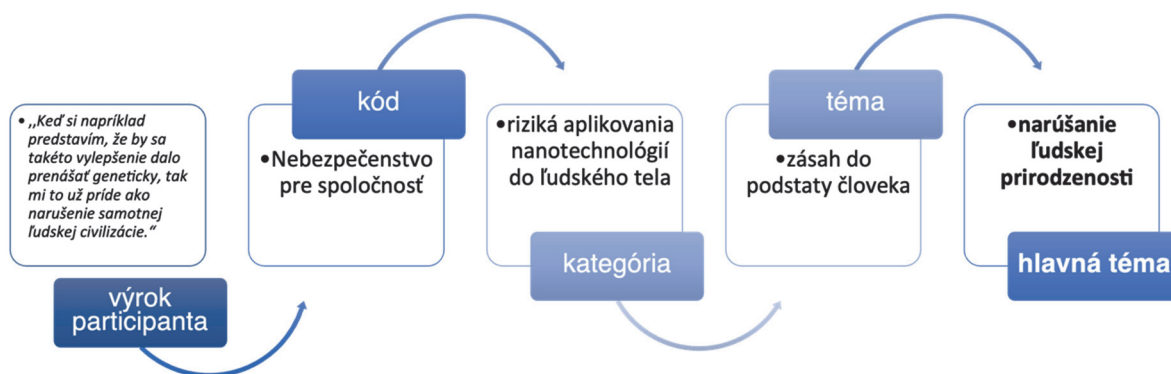 • „Keď si napríklad
predstavím, že by sa
takéto vylepšenie dalo
prenášať geneticky, tak
mi to už príde ako
narušenie samotnej
ľudskej civilizácie.“
výrok
participanta
kód
•Nebezpečenstvo
pre spoločnosť
•riziká aplikovania
nanotechnológií
do ľudského tela
kategória
téma
•zásah do
podstaty človeka
•narúšanie
ľudskej
prirodzenosti
hlavná téma